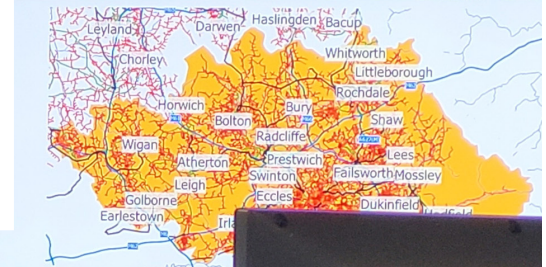 Haslingden
Bacup
Leyland
Darwen
Whitworth
Chorley
Littleborough
Rochdale
Horwich
Bury
Bolton
Shaw
Radcliffe
Wigan
Lees
Atherton
Prestwich
Swinton
Failsworth
Mossley
Leigh
Golborne
Eccles
Dukinfield
Earlestown